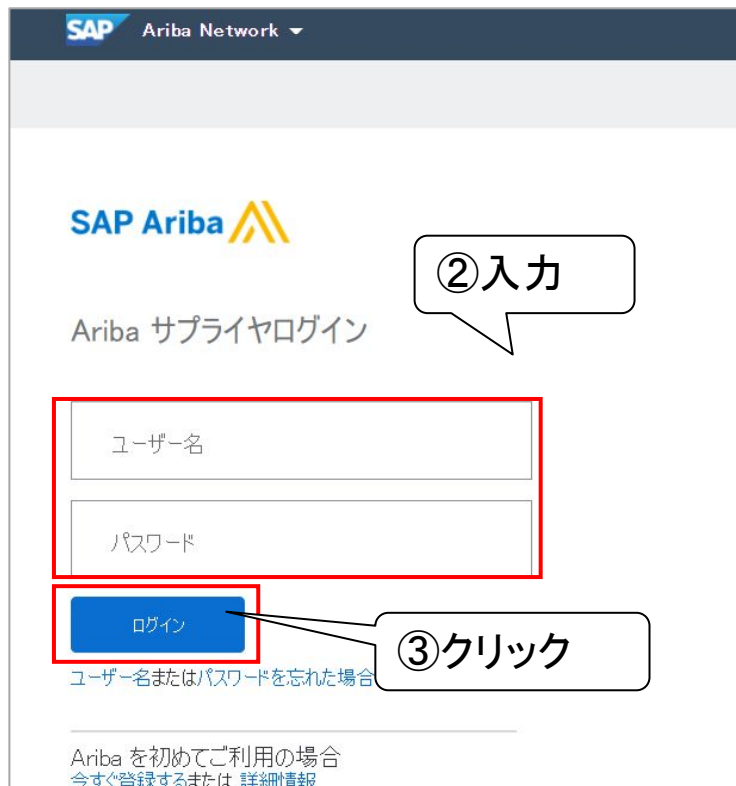 SAP Ariba Network
SAP Ariba
②入力
Ariba サプライヤログイン
ユーザー名
パスワード
ログイン
③クリック
ユーザー名またはパスワードを忘れた場合
Ariba を初めてご利用の場合
今すぐ登録するまたは 詳細情報